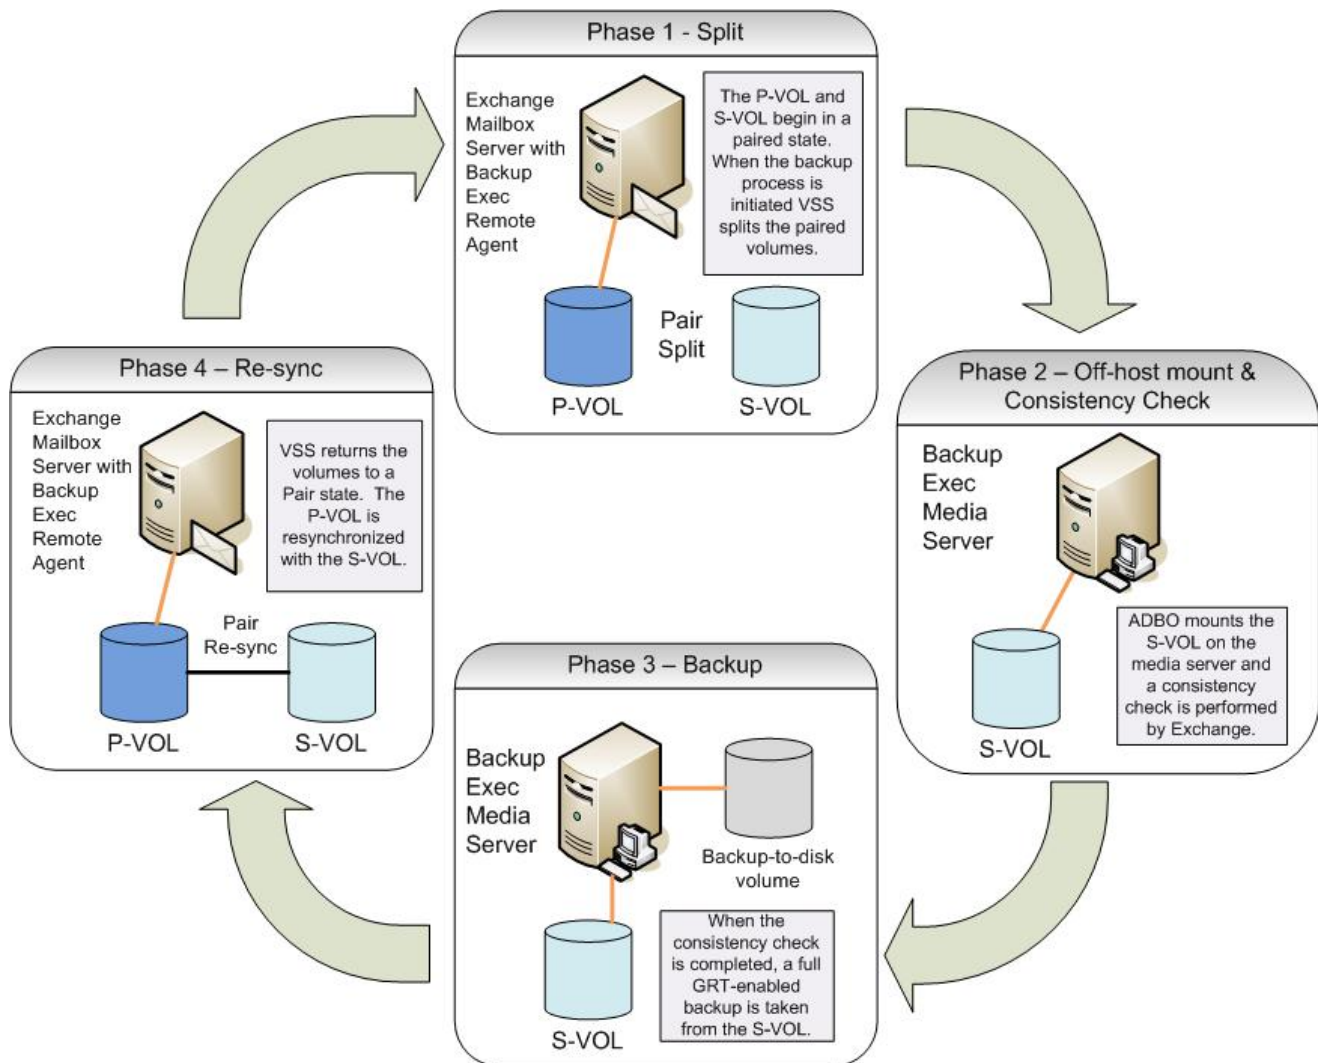 Phase 1 - Split
Exchange
Mailbox
Server with
Backup
Exec
Remote
Agent
The P-VOL and
S-VOL begin in a
paired state.
When the backup
process is
initiated VSS
splits the paired
volumes.
Pair
Split
P-VOL
S-VOL
Phase 2 – Off-host mount &
Consistency Check
Backup
Exec
Media
Server
ADBO mounts the
S-VOL on the
media server and
a consistency
check is performed
by Exchange.
S-VOL
Phase 3 – Backup
Backup
Exec
Media
Server
Backup-to-disk
volume
When the
consistency check
is completed, a full
GRT-enabled
backup is taken
from the S-VOL.
S-VOL
Phase 4 – Re-sync
Exchange
Mailbox
Server with
Backup
Exec
Remote
Agent
VSS returns the
volumes to a
Pair state. The
P-VOL is
resynchronized
with the S-VOL.
Pair
Re-sync
P-VOL
S-VOL